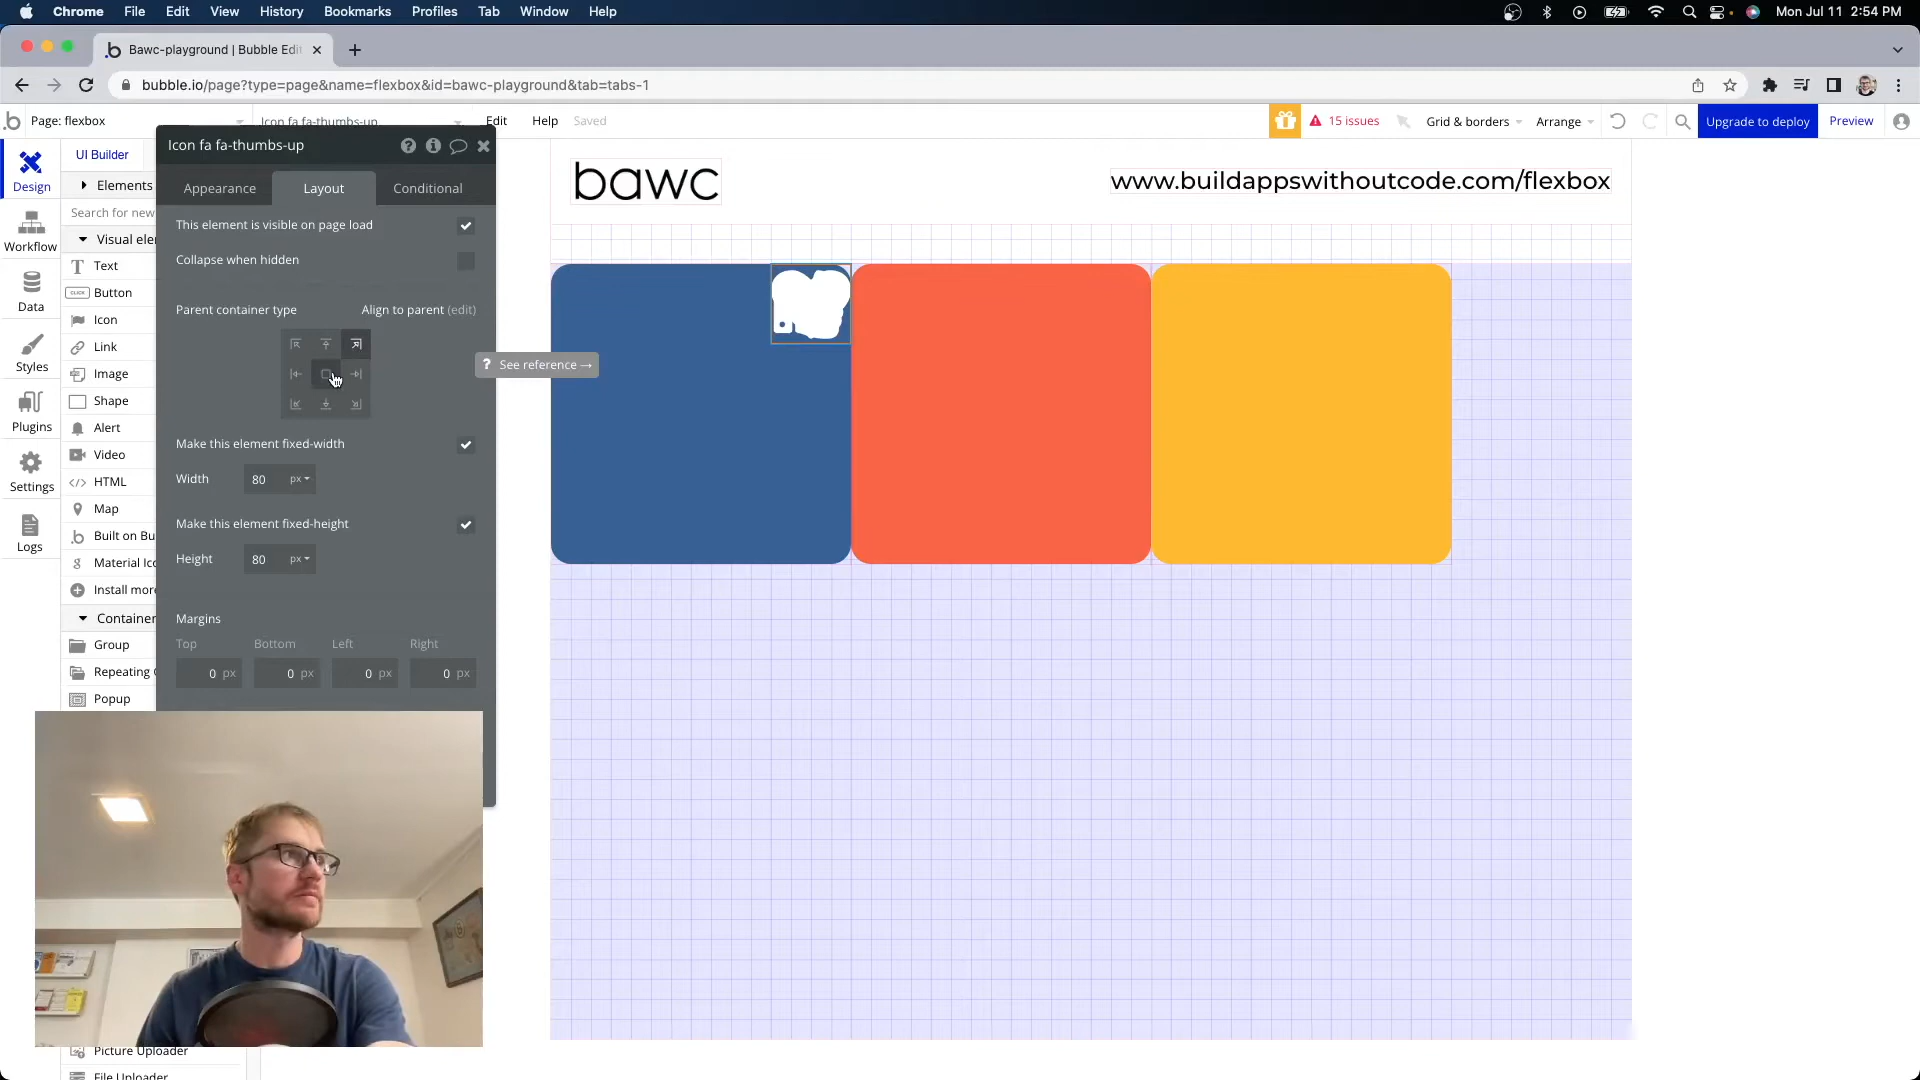 Chrome File Edit View History Bookmarks Profiles Tab Window Help Mon Jul 11 2:54 PM
Bawc-playground | Bubble Edit
bubble.io/page?type=page&name=flexbox&id=bawc-playground&tab=tabs-1
Page: flexbox Icon fa fa-thumbs-up Edit Help Saved 15 issues Grid & borders Arrange Upgrade to deploy Preview
Icon fa fa-thumbs-up
Appearance Layout Conditional
This element is visible on page load
Collapse when hidden
Parent container type Align to parent (edit)
See reference →
Make this element fixed-width
Width 80 px
Make this element fixed-height
Height 80 px
Margins
Top Bottom Left Right
0 px 0 px 0 px 0 px
Design
Workflow
Data
Styles
Plugins
Settings
Logs
UI Builder
Elements
Search for new
Visual ele
Text
CLICK Button
Icon
Link
Image
Shape
Alert
Video
HTML
Map
Built on Bu
Material Ico
Install more
Container
Group
Repeating
Popup
Picture Uploader
File Uploader
bawc
www.buildappswithoutcode.com/flexbox